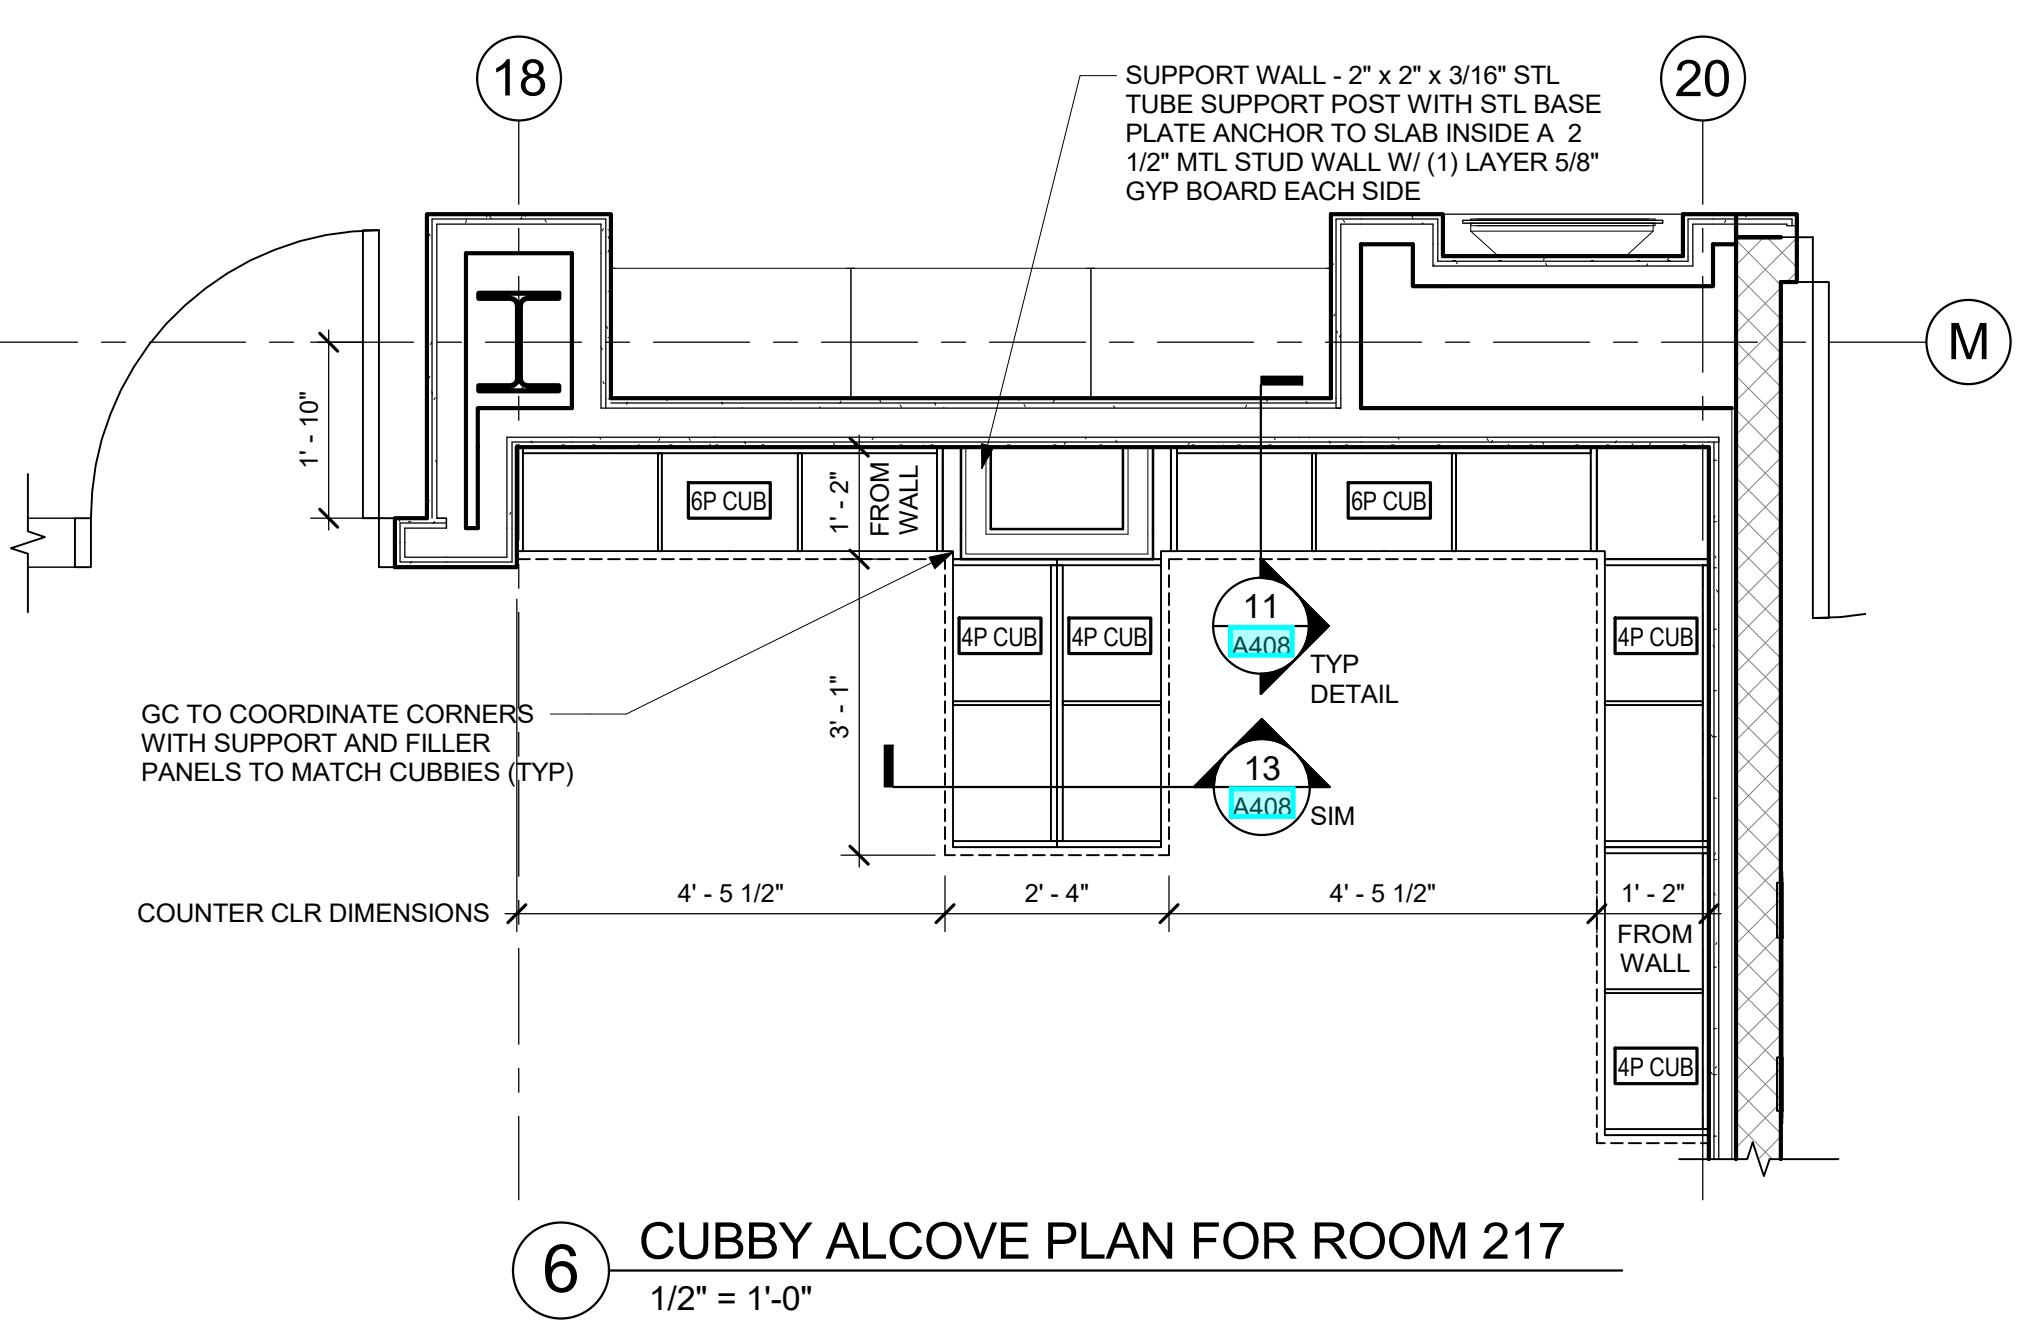 18
20
SUPPORT WALL - 2" x 2" x 3/16" STL
TUBE SUPPORT POST WITH STL BASE
PLATE ANCHOR TO SLAB INSIDE A  2
1/2" MTL STUD WALL W/ (1) LAYER 5/8"
GYP BOARD EACH SIDE
M
1' - 10"
6P CUB
1' - 2"
FROM
WALL
6P CUB
4P CUB
4P CUB
11
A408
TYP
DETAIL
4P CUB
3' - 1"
GC TO COORDINATE CORNERS
WITH SUPPORT AND FILLER
PANELS TO MATCH CUBBIES (TYP)
13
A408
SIM
COUNTER CLR DIMENSIONS
4' - 5 1/2"
2' - 4"
4' - 5 1/2"
1' - 2"
FROM
WALL
4P CUB
6
CUBBY ALCOVE PLAN FOR ROOM 217
1/2" = 1'-0"